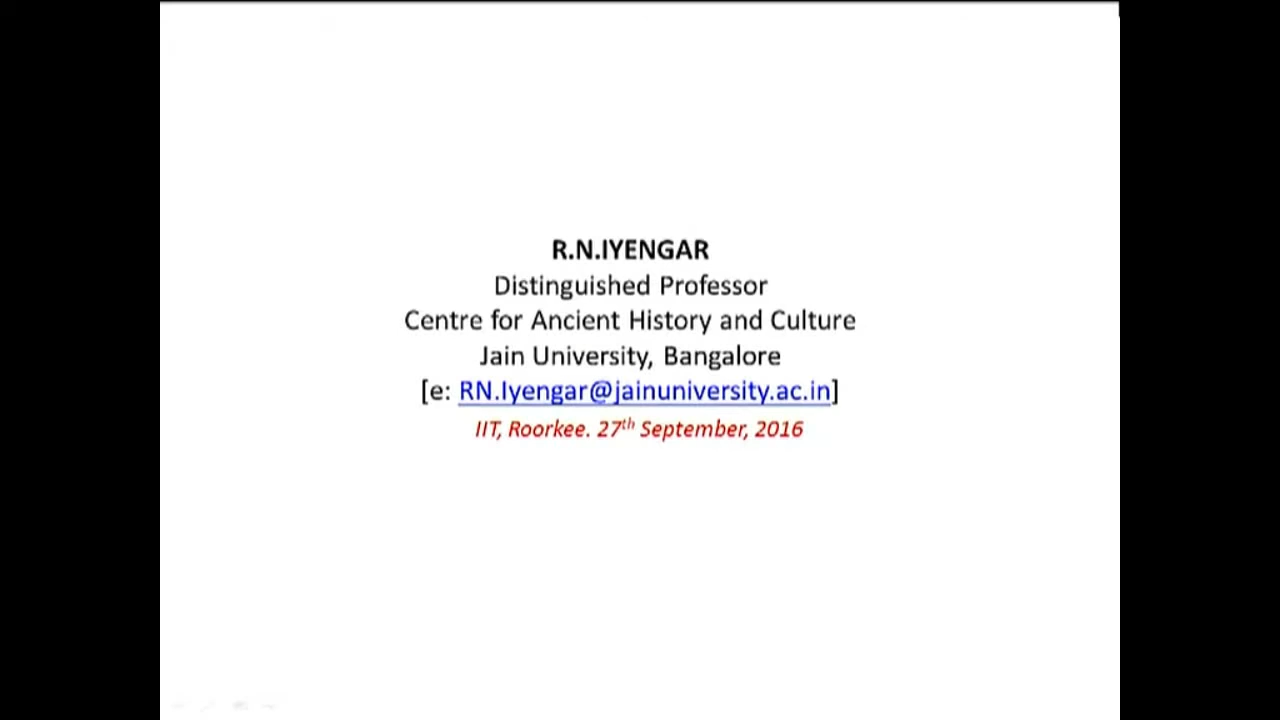 R.N.IYENGAR
Distinguished Professor
Centre for Ancient History and Culture
Jain University, Bangalore
[e: RN.Iyengar@jainuniversity.ac.in]
IIT, Roorkee. 27th September, 2016